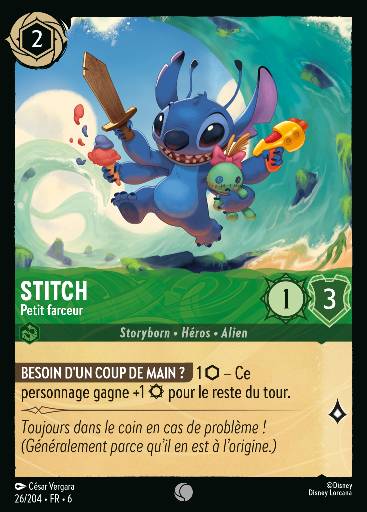 2
STITCH
Petit farceur
1
3
Storyborn • Héros • Alien
BESOIN D'UN COUP DE MAIN ? 1⬡ – Ce
personnage gagne +1 ¤ pour le reste du tour.
Toujours dans le coin en cas de problème !
(Généralement parce qu'il en est à l'origine.)
César Vergara
26/204 • FR • 6
©Disney
Disney Lorcana